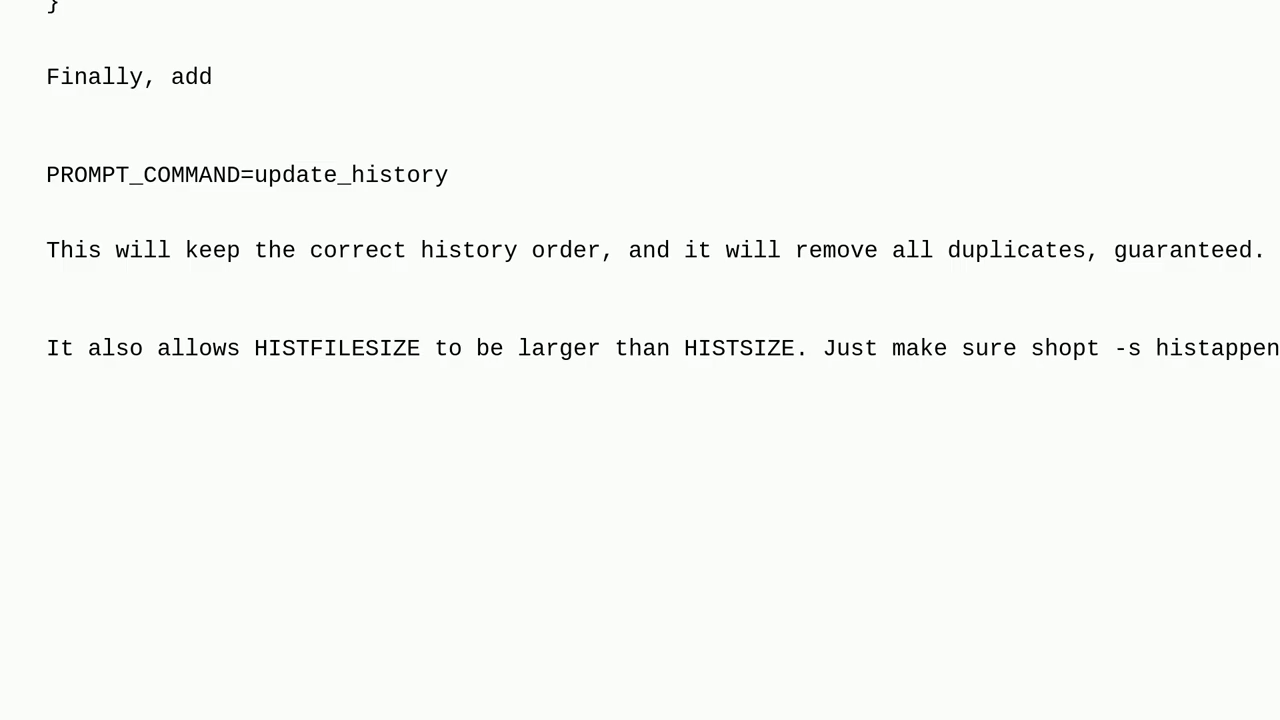 }
Finally, add
PROMPT_COMMAND=update_history
This will keep the correct history order, and it will remove all duplicates, guaranteed.
It also allows HISTFILESIZE to be larger than HISTSIZE. Just make sure shopt -s histappen